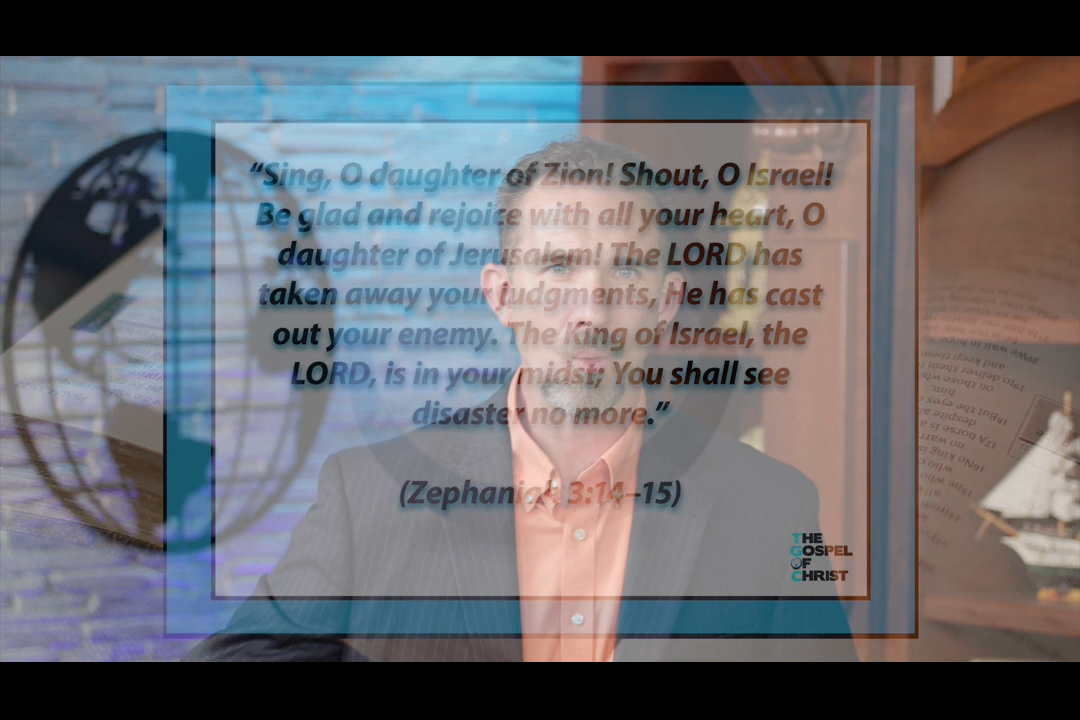 “Sing, O daughter of Zion! Shout, O Israel!
Be glad and rejoice with all your heart, O
daughter of Jerusalem! The LORD has
taken away your judgments, He has cast
out your enemy. The King of Israel, the
LORD, is in your midst; You shall see
disaster no more.”
(Zephaniah 3:14–15)
THE
GOSPEL
OF
CHRIST